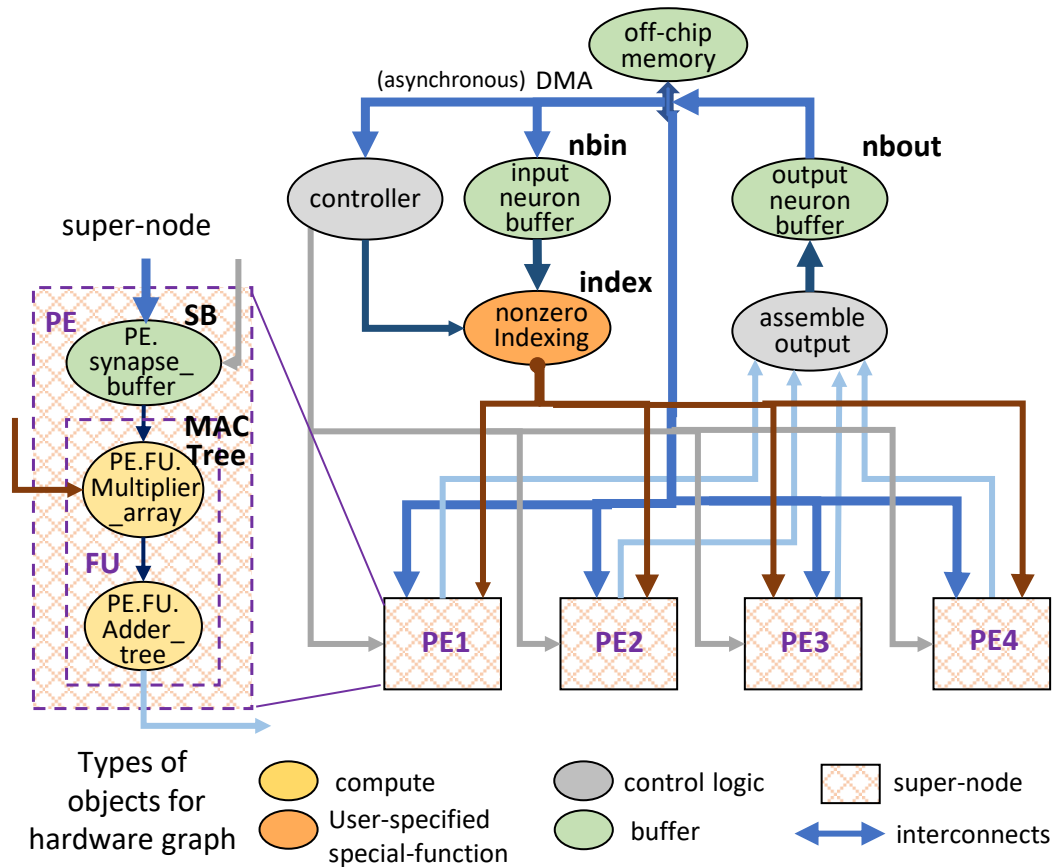 off-chip
memory
(asynchronous) DMA
nbin
nbout
controller
input
neuron
buffer
output
neuron
buffer
super-node
index
nonzero
Indexing
assemble
output
PE
SB
PE.
synapse_
buffer
MAC
Tree
PE.FU.
Multiplier
_array
FU
PE.FU.
Adder_
tree
PE1
PE2
PE3
PE4
Types of
objects for
hardware graph
compute
User-specified
special-function
control logic
buffer
super-node
interconnects